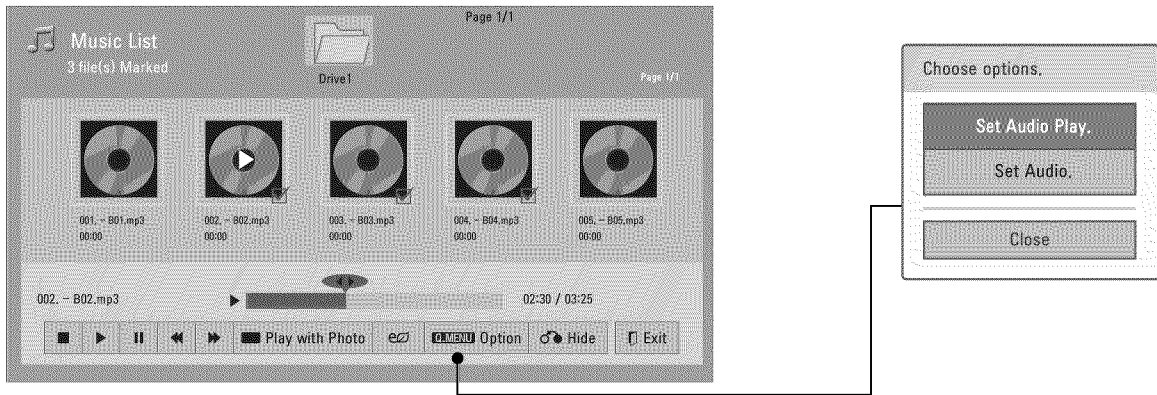 Page 1/1
Music List
3 file(s) Marked
Drive1
Page 1/1
001. - B01.mp3
00:00
002. - B02.mp3
00:00
003. - B03.mp3
00:00
004. - B04.mp3
00:00
005. - B05.mp3
00:00
002. - B02.mp3
02:30 / 03:25
Play with Photo
e
Q.MENU Option
Hide
Exit
Choose options.
Set Audio Play.
Set Audio.
Close